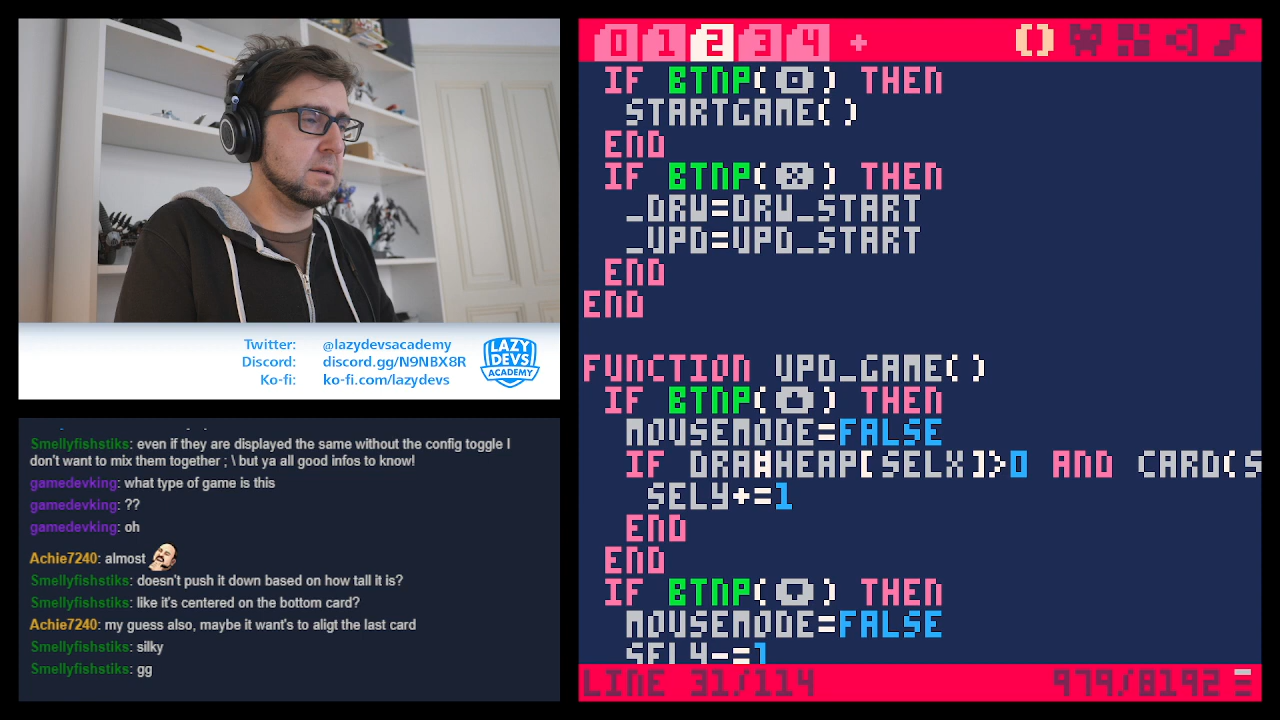 Twitter: @lazydevsacademy
Discord: discord.gg/N9NBX8R
Ko-fi: ko-fi.com/lazydevs
LAZY
DEVS
ACADEMY
Smellyfishstiks: even if they are displayed the same without the config toggle I
don't want to mix them together ; \ but ya all good infos to know!
gamedevking: what type of game is this
gamedevking: ??
gamedevking: oh
Achie7240: almost
Smellyfishstiks: doesn't push it down based on how tall it is?
Smellyfishstiks: like it's centered on the bottom card?
Achie7240: my guess also, maybe it want's to aligt the last card
Smellyfishstiks: silky
Smellyfishstiks: gg
0 1 2 3 4 +
IF BTNP(🅾️) THEN
STARTGAME()
END
IF BTNP(❎) THEN
_DRW=DRW_START
_UPD=UPD_START
END
END
FUNCTION UPD_GAME()
IF BTNP(⬆️) THEN
MOUSEMODE=FALSE
IF DRAWHEAP[SELX]>0 AND CARD(S
SELY+=1
END
END
IF BTNP(⬇️) THEN
MOUSEMODE=FALSE
SELY-=1
LINE 31/114 979/8192